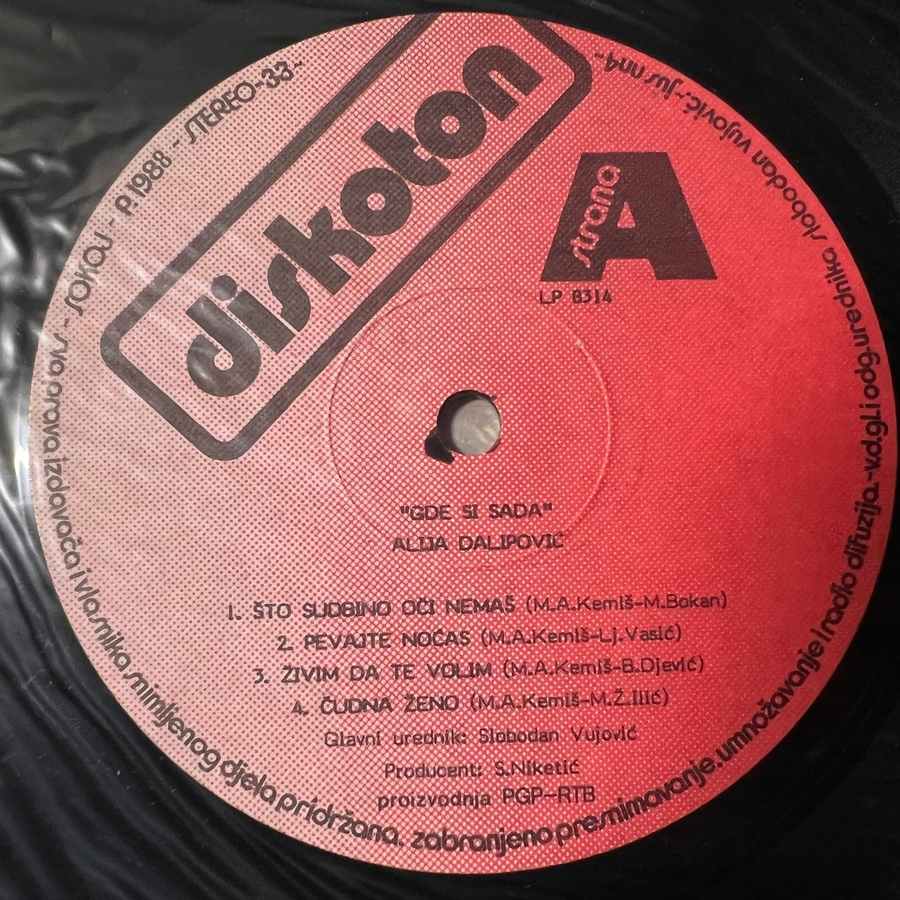 diskoton
strana
A
LP 8314
"GDE SI SADA"
ALIJA DALIPOVIĆ
1. ŠTO SUDBINO OČI NEMAŠ (M.A.Kemiš-M.Bokan)
2. PEVAJTE NOĆAS (M.A.Kemiš-Lj.Vasić)
3. ŽIVIM DA TE VOLIM (M.A.Kemiš-B.Djević)
4. ČUDNA ŽENO (M.A.Kemiš-M.Ž.Ilić)
Glavni urednik: Slobodan Vujović
Producent: S.Niketić
proizvodnja PGP-RTB
SOKOJ - P.1988 - STEREO-33-
-sva prava izdavača i vlasnika snimljenog djela pridržana. zabranjeno presnimavanje, umnožavanje i radio difuzija.-v.d.gl.i odg.urednika slobodan vujović.-jus nn4-